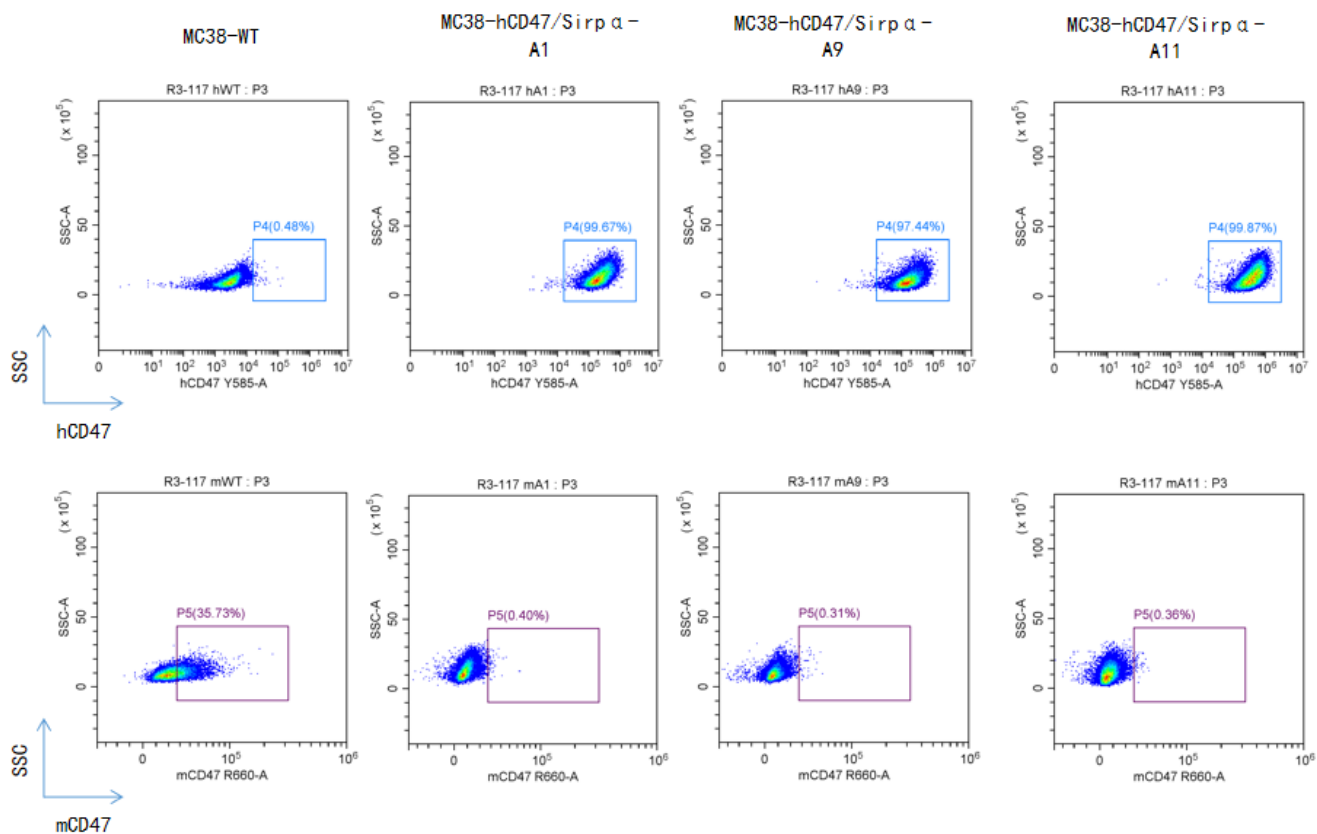 MC38-WT
MC38-hCD47/Sirpα-
A1
MC38-hCD47/Sirpα-
A9
MC38-hCD47/Sirpα-
A11
R3-117 hWT : P3
R3-117 hA1 : P3
R3-117 hA9 : P3
R3-117 hA11 : P3
(x 10⁵)
(x 10⁵)
(x 10⁵)
(x 10⁵)
SSC-A
SSC-A
SSC-A
SSC-A
100
50
0
100
50
0
100
50
0
100
50
0
P4(0.48%)
P4(99.67%)
P4(97.44%)
P4(99.87%)
0 10¹ 10² 10³ 10⁴ 10⁵ 10⁶ 10⁷
0 10¹ 10² 10³ 10⁴ 10⁵ 10⁶ 10⁷
0 10¹ 10² 10³ 10⁴ 10⁵ 10⁶ 10⁷
0 10¹ 10² 10³ 10⁴ 10⁵ 10⁶ 10⁷
hCD47 Y585-A
hCD47 Y585-A
hCD47 Y585-A
hCD47 Y585-A
SSC
hCD47
R3-117 mWT : P3
R3-117 mA1 : P3
R3-117 mA9 : P3
R3-117 mA11 : P3
(x 10⁵)
(x 10⁵)
(x 10⁵)
(x 10⁵)
SSC-A
SSC-A
SSC-A
SSC-A
100
50
0
100
50
0
100
50
0
100
50
0
P5(35.73%)
P5(0.40%)
P5(0.31%)
P5(0.36%)
0 10⁵ 10⁶
0 10⁵ 10⁶
0 10⁵ 10⁶
0 10⁵ 10⁶
mCD47 R660-A
mCD47 R660-A
mCD47 R660-A
mCD47 R660-A
SSC
mCD47